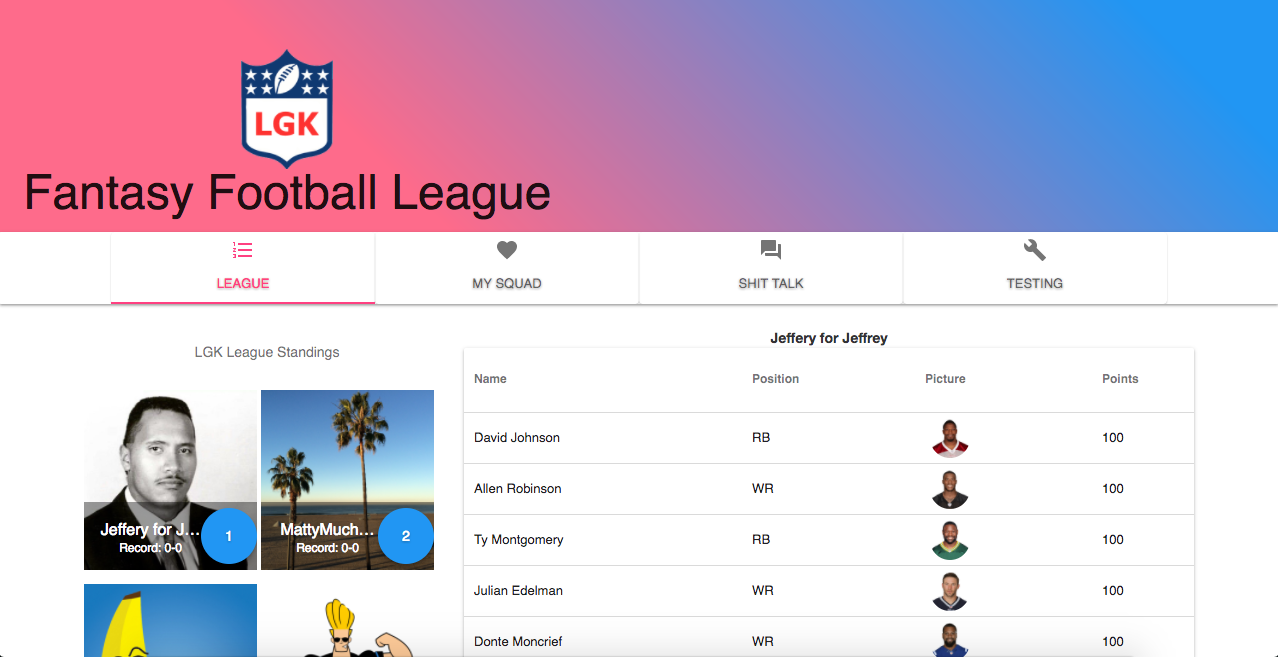 LGK
Fantasy Football League
LEAGUE
MY SQUAD
SHIT TALK
TESTING
LGK League Standings
Jeffery for J...
Record: 0-0
1
MattyMuch...
Record: 0-0
2
Jeffery for Jeffrey
Name Position Picture Points
David Johnson RB 100
Allen Robinson WR 100
Ty Montgomery RB 100
Julian Edelman WR 100
Donte Moncrief WR 100